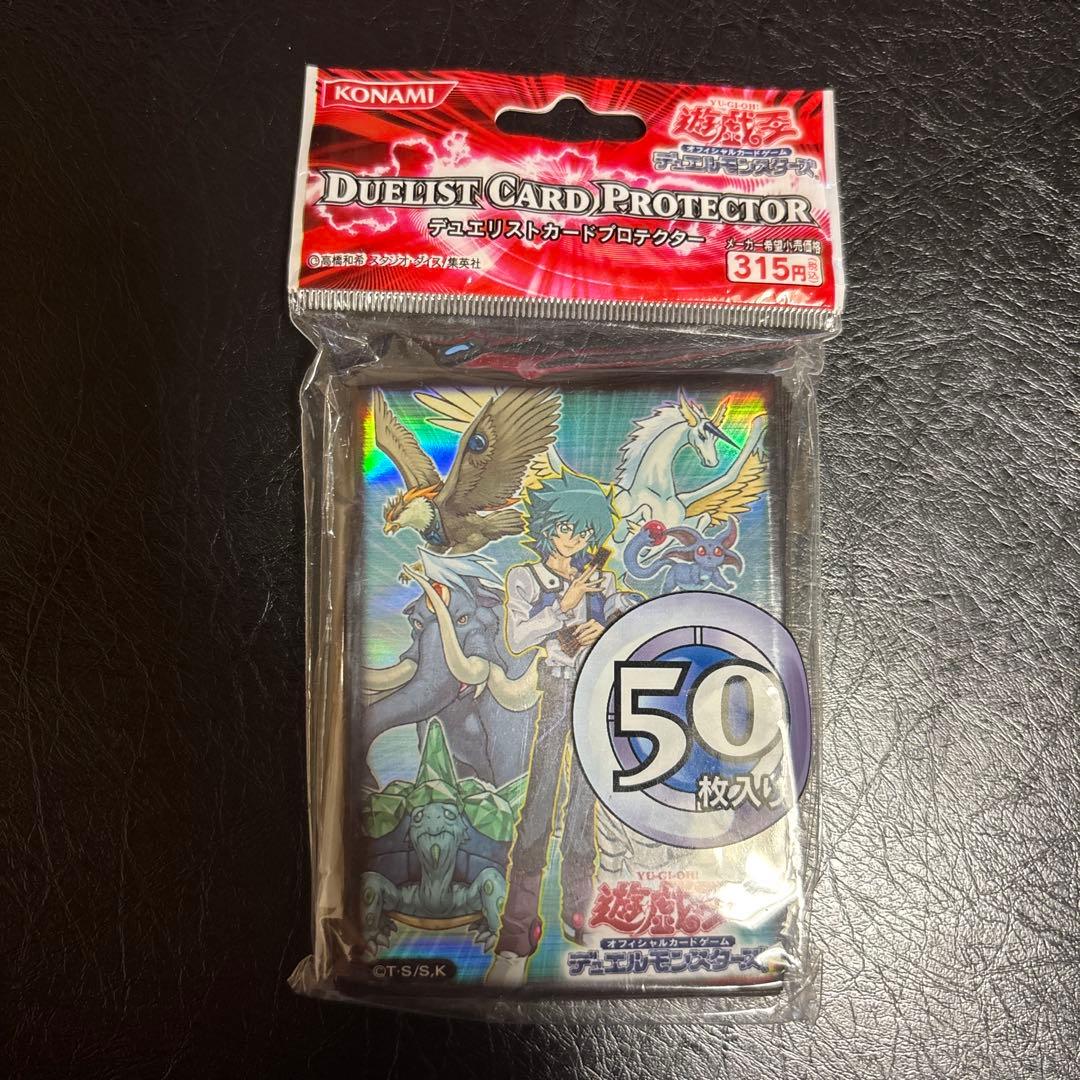 KONAMI
YU-GI-OH!
遊戯王
オフィシャルカードゲーム
デュエルモンスターズ
DUELIST CARD PROTECTOR
デュエリストカードプロテクター
©高橋和希 スタジオ・ダイス/集英社
メーカー希望小売価格
315円(税込)
50
枚入り
YU-GI-OH!
遊戯王
オフィシャルカードゲーム
デュエルモンスターズ
©T・S/S,K